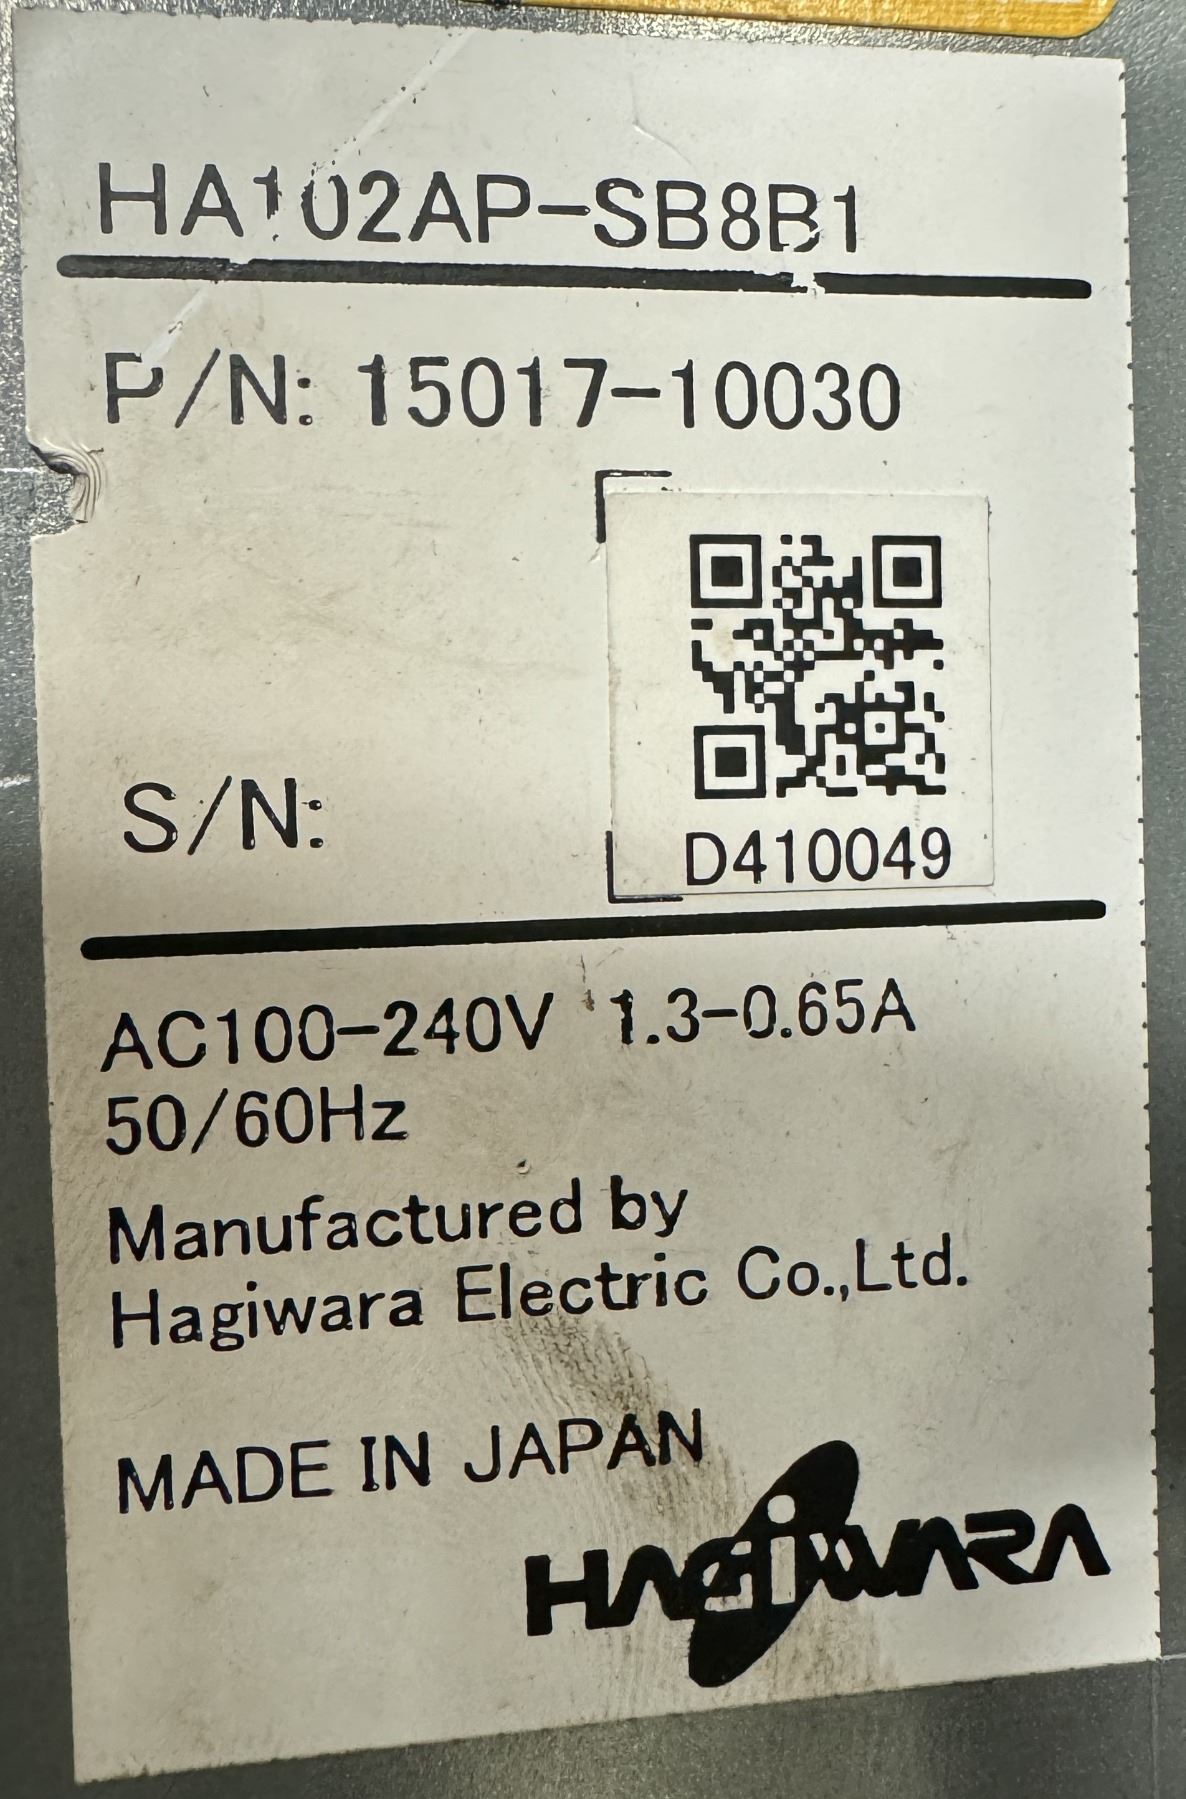 HA102AP-SB8B1
P/N: 15017-10030
S/N:
D410049
AC100-240V 1.3-0.65A
50/60Hz
Manufactured by
Hagiwara Electric Co.,Ltd.
MADE IN JAPAN
HAGiWARA